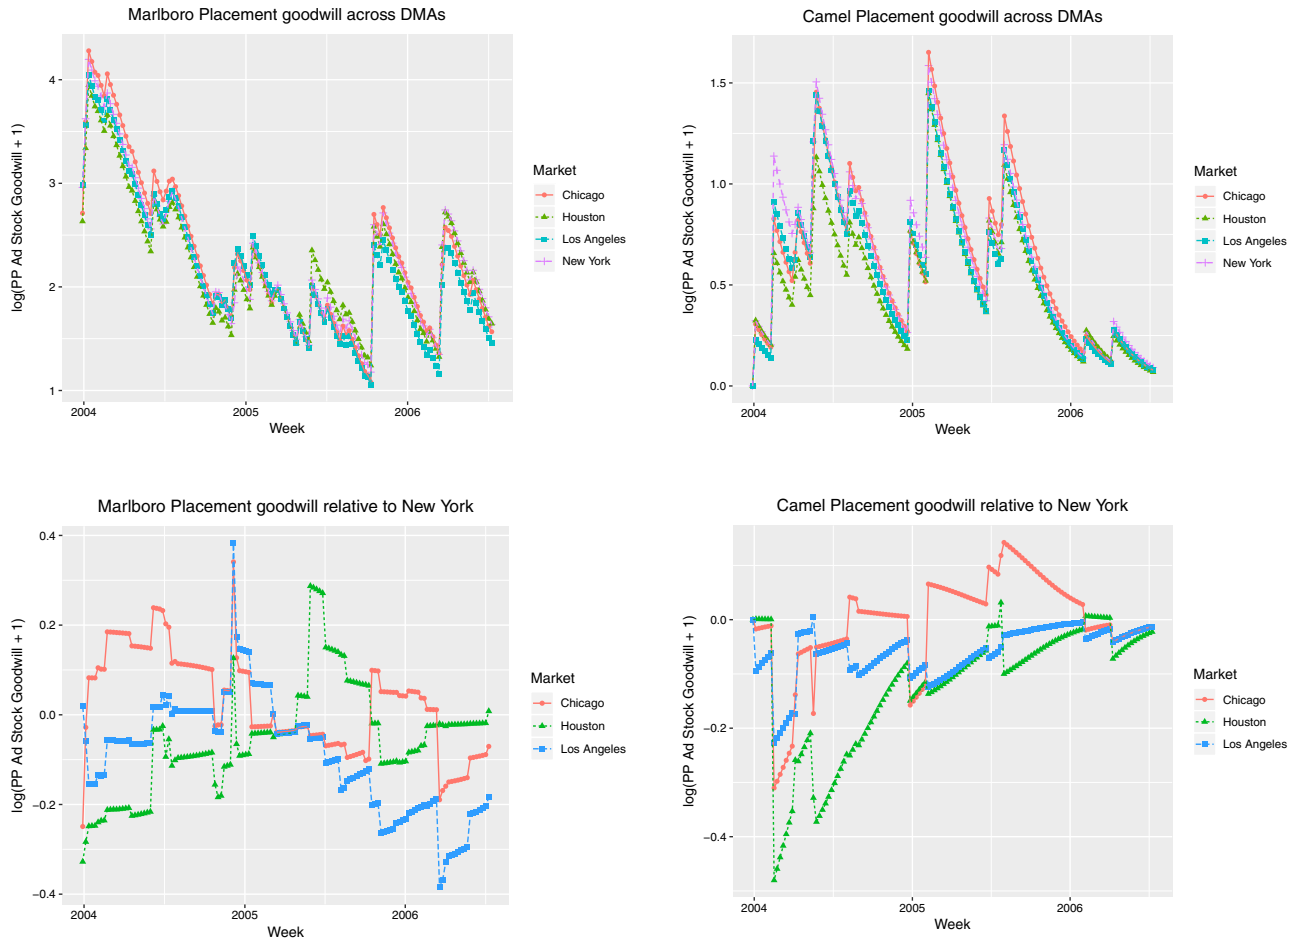 Marlboro Placement goodwill across DMAs
log(PP Ad Stock Goodwill + 1)
4
3
2
1
2004
2005
2006
Week
Market
Chicago
Houston
Los Angeles
New York
Camel Placement goodwill across DMAs
log(PP Ad Stock Goodwill + 1)
1.5
1.0
0.5
0.0
2004
2005
2006
Week
Market
Chicago
Houston
Los Angeles
New York
Marlboro Placement goodwill relative to New York
log(PP Ad Stock Goodwill + 1)
0.4
0.2
0.0
−0.2
−0.4
2004
2005
2006
Week
Market
Chicago
Houston
Los Angeles
Camel Placement goodwill relative to New York
log(PP Ad Stock Goodwill + 1)
0.0
−0.2
−0.4
2004
2005
2006
Week
Market
Chicago
Houston
Los Angeles